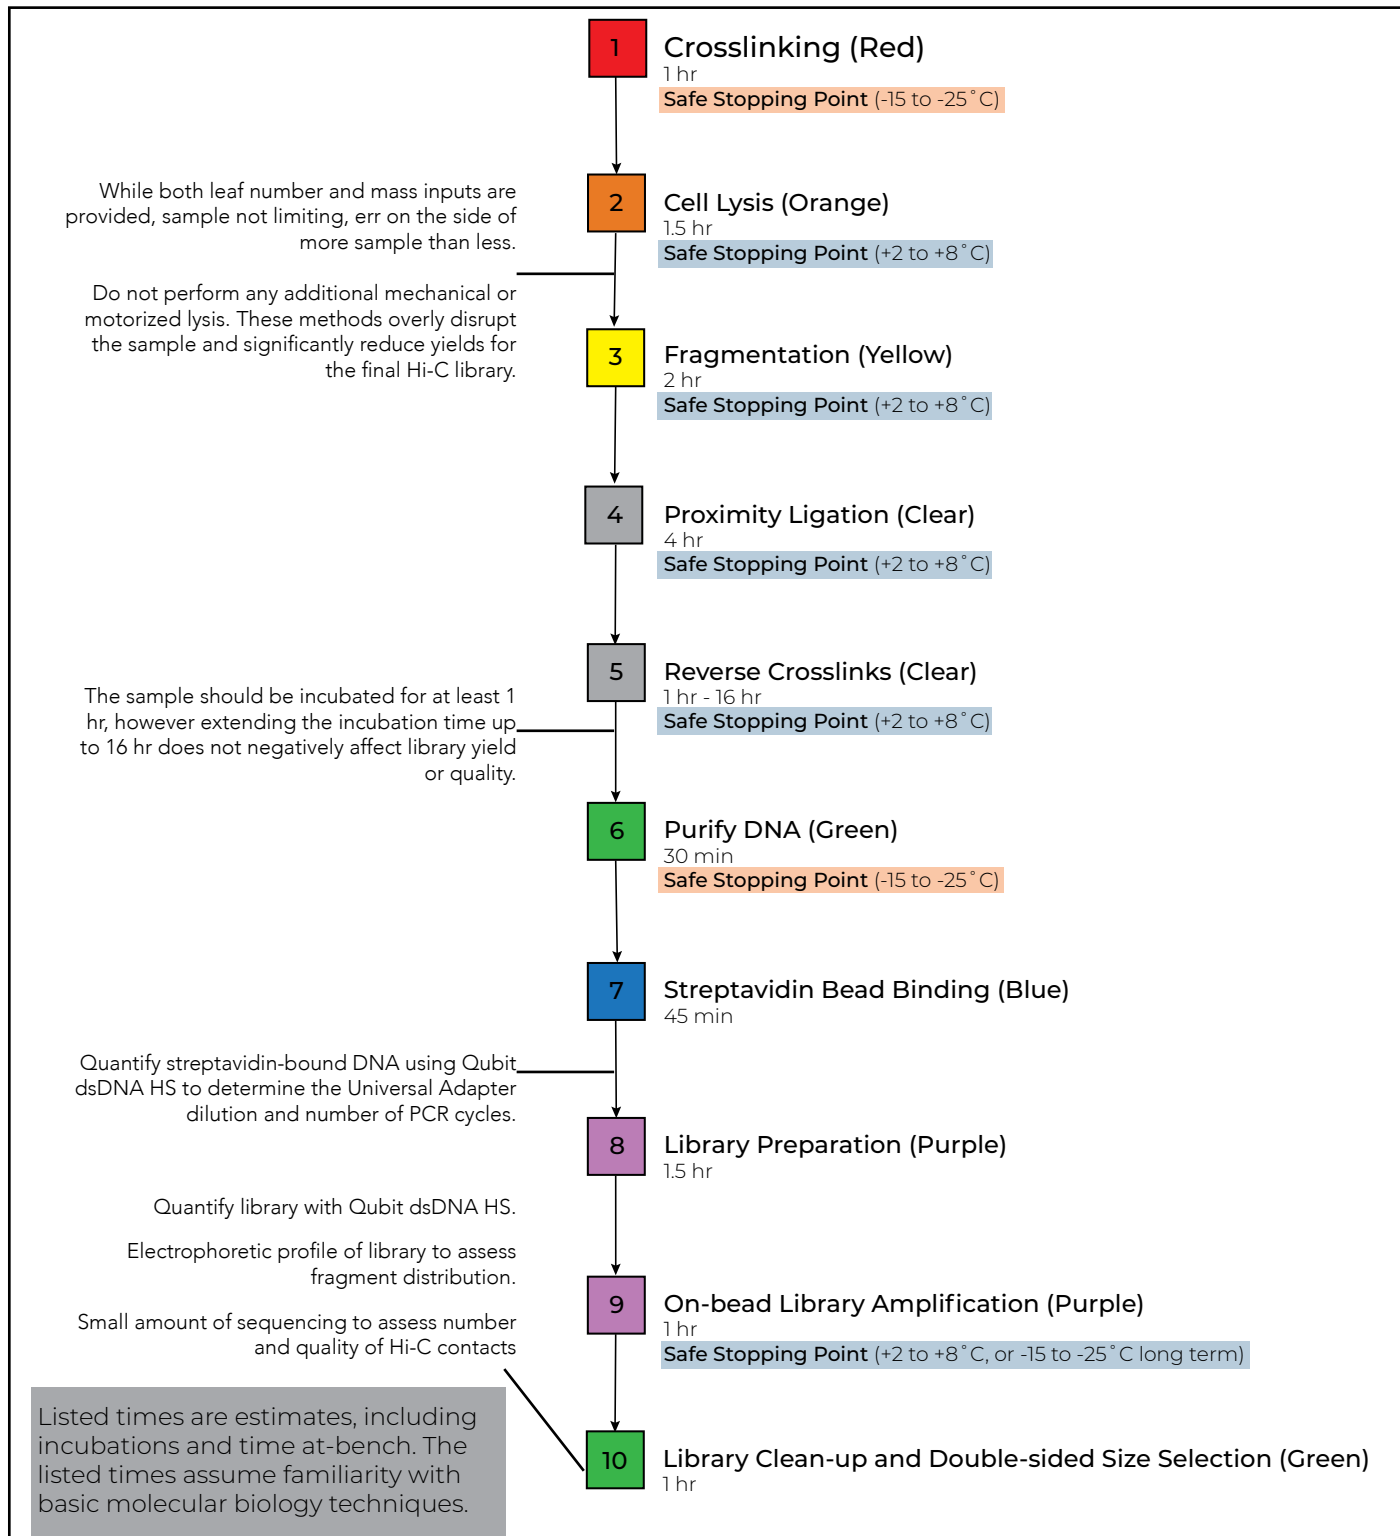 1
Crosslinking (Red)
1 hr
Safe Stopping Point (-15 to -25˚C)
While both leaf number and mass inputs are
provided, sample not limiting, err on the side of
more sample than less.
Do not perform any additional mechanical or
motorized lysis. These methods overly disrupt
the sample and significantly reduce yields for
the final Hi-C library.
2
Cell Lysis (Orange)
1.5 hr
Safe Stopping Point (+2 to +8˚C)
3
Fragmentation (Yellow)
2 hr
Safe Stopping Point (+2 to +8˚C)
4
Proximity Ligation (Clear)
4 hr
Safe Stopping Point (+2 to +8˚C)
5
Reverse Crosslinks (Clear)
1 hr - 16 hr
Safe Stopping Point (+2 to +8˚C)
The sample should be incubated for at least 1
hr, however extending the incubation time up
to 16 hr does not negatively affect library yield
or quality.
6
Purify DNA (Green)
30 min
Safe Stopping Point (-15 to -25˚C)
7
Streptavidin Bead Binding (Blue)
45 min
Quantify streptavidin-bound DNA using Qubit
dsDNA HS to determine the Universal Adapter
dilution and number of PCR cycles.
8
Library Preparation (Purple)
1.5 hr
Quantify library with Qubit dsDNA HS.
Electrophoretic profile of library to assess
fragment distribution.
Small amount of sequencing to assess number
and quality of Hi-C contacts
9
On-bead Library Amplification (Purple)
1 hr
Safe Stopping Point (+2 to +8˚C, or -15 to -25˚C long term)
10
Library Clean-up and Double-sided Size Selection (Green)
1 hr
Listed times are estimates, including
incubations and time at-bench. The
listed times assume familiarity with
basic molecular biology techniques.